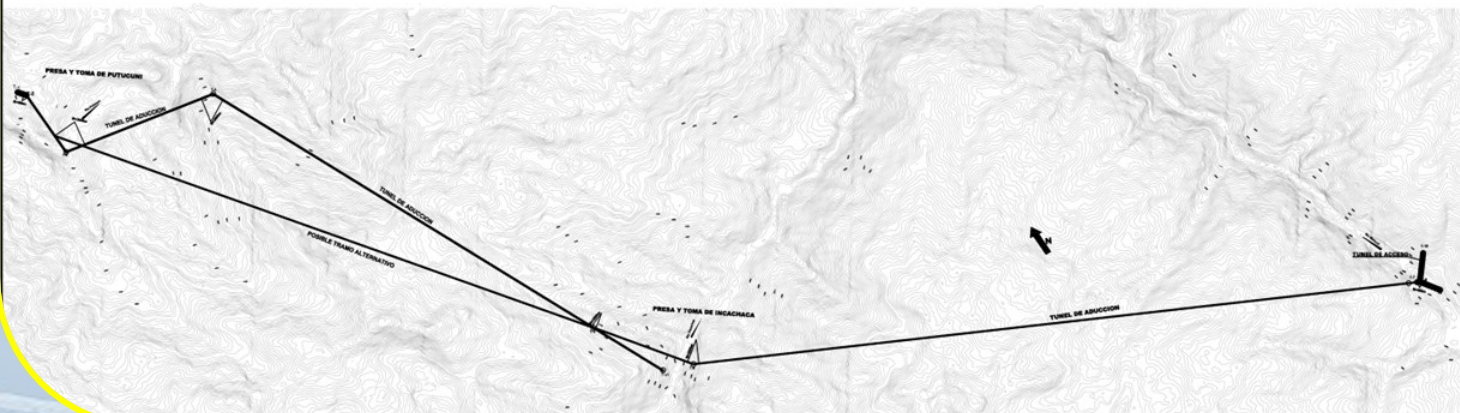 PRESA Y TOMA DE PUTUCUNI
TUNEL DE ADUCCION
TUNEL DE ADUCCION
POSIBLE TRAMO ALTERNATIVO
N
TUNEL DE ACCESO
PRESA Y TOMA DE INCACHACA
TUNEL DE ADUCCION